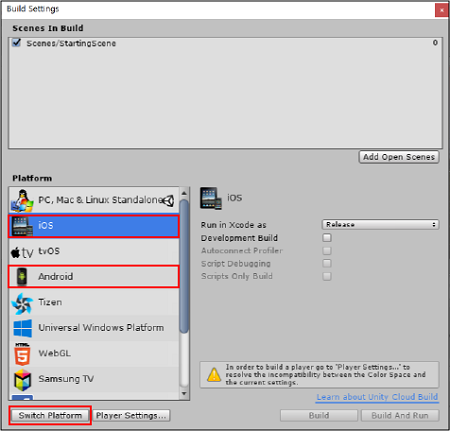 Build Settings
Scenes In Build
Scenes/StartingScene 0
Add Open Scenes
Platform
PC, Mac & Linux Standalone
iOS
tvOS
Android
Tizen
Universal Windows Platform
HTML
WebGL
Samsung TV
iOS
Run in Xcode as Release
Development Build
Autoconnect Profiler
Script Debugging
Scripts Only Build
In order to build a player go to 'Player Settings...' to
resolve the incompatibility between the Color Space and
the current settings.
Learn about Unity Cloud Build
Switch Platform Player Settings... Build Build And Run